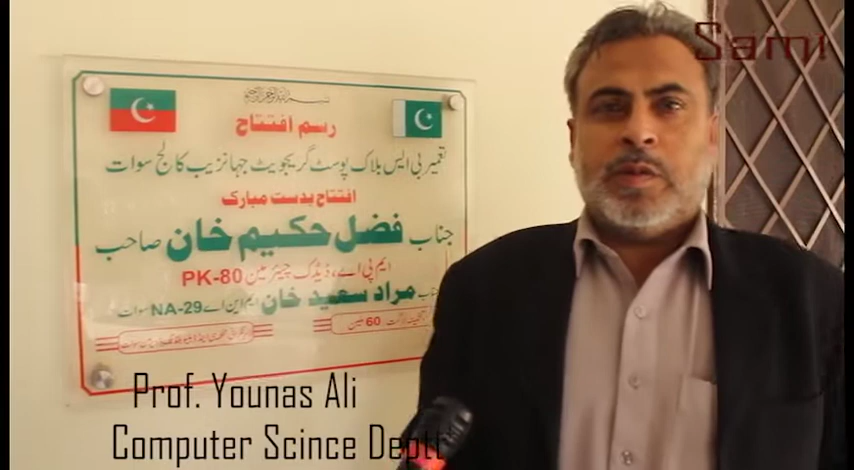 Sami
بسم اللہ الرحمن الرحیم
رسم افتتاح
تعمیر بی ایس بلاک پوسٹ گریجویٹ جہانزیب کالج سوات
افتتاح بدست مبارک
جناب فضل حکیم خان صاحب
ایم پی اے، ڈیڈک چیئرمین PK-80
جناب مراد سعید خان ایم این اے NA-29 سوات
لاگت 60 ملین
Prof. Younas Ali
Computer Scince Deptt